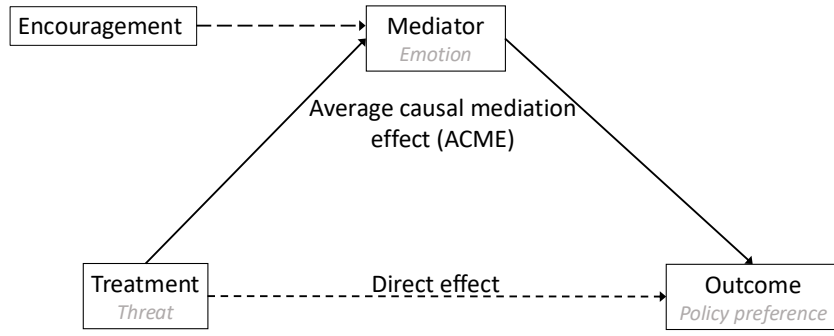 Encouragement
Mediator
Emotion
Average causal mediation
effect (ACME)
Treatment
Threat
Direct effect
Outcome
Policy preference